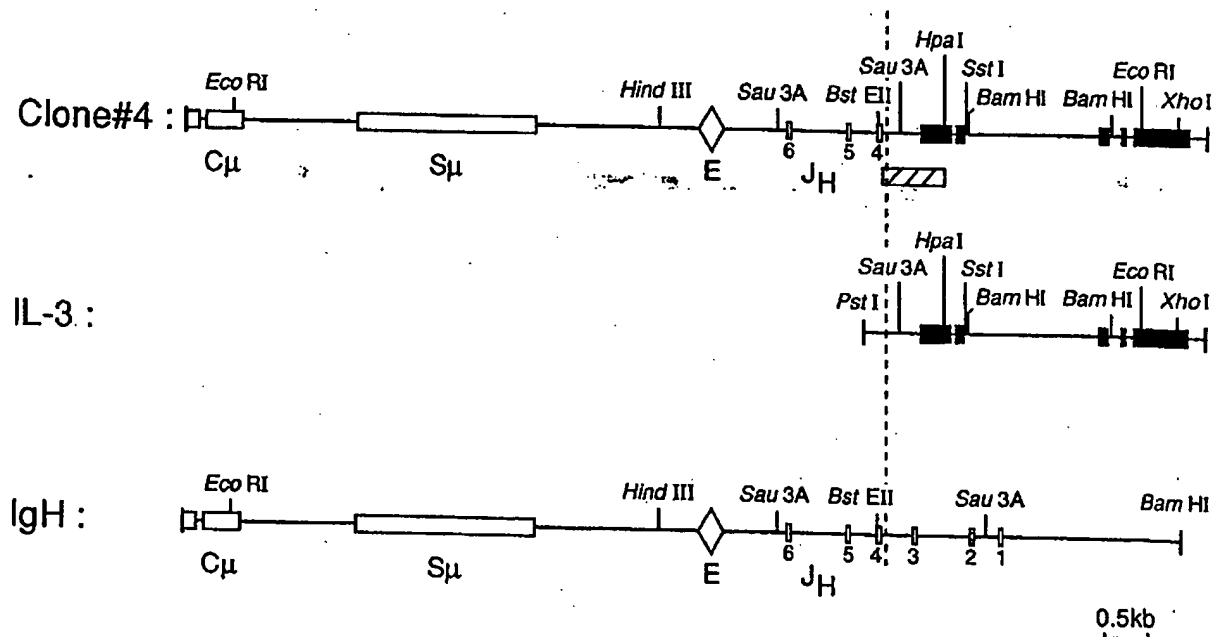 Hpa I
Eco RI Hind III Sau 3A Bst EII Sau 3A Sst I Eco RI
Clone#4 : Bam HI Bam HI Xho I
6 5 4
Cμ Sμ E JH
Hpa I
Sau 3A Sst I Eco RI
IL-3 : Pst I Bam HI Bam HI Xho I
Eco RI Hind III Sau 3A Bst EII Sau 3A Bam HI
IgH :
6 5 4 3 2 1
Cμ Sμ E JH
0.5kb